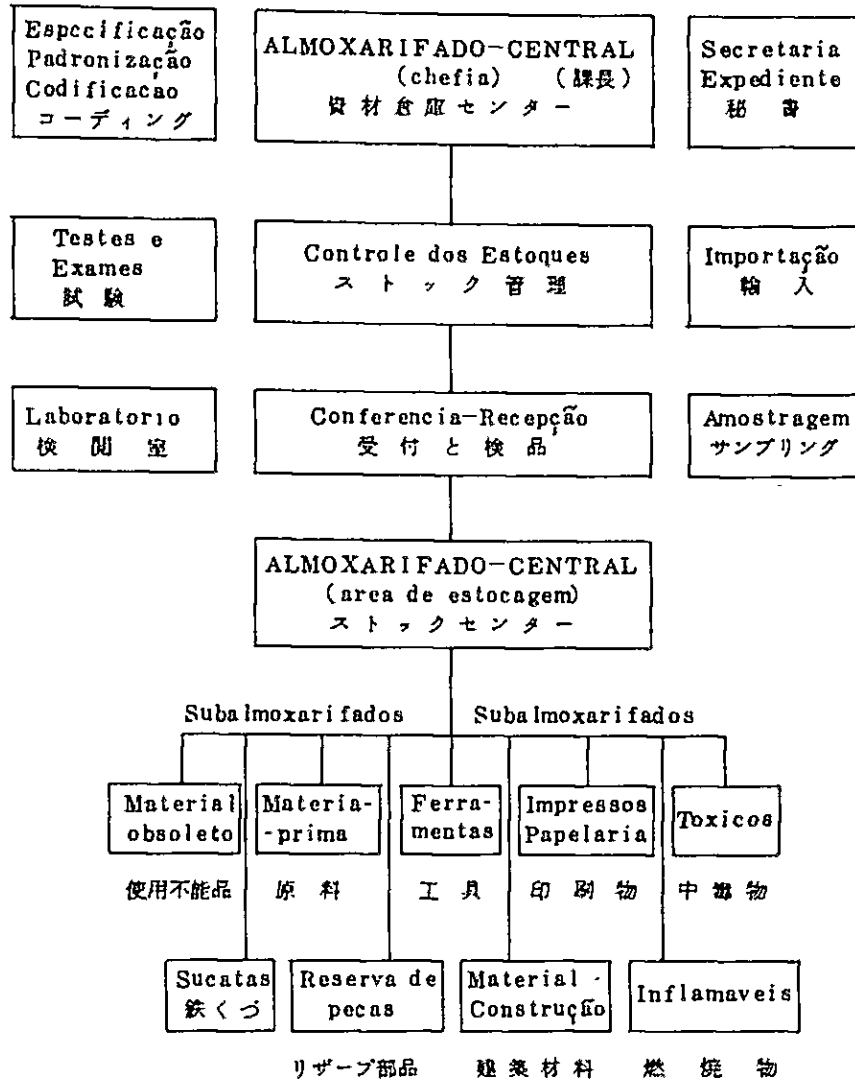 Especificação
Padronização
Codificacão
コーディング
ALMOXARIFADO-CENTRAL
(chefia) (課長)
資材倉庫センター
Secretaria
Expediente
秘書
Testes e
Exames
試験
Controle dos Estoques
ストック管理
Importação
輸入
Laboratorio
検閲室
Conferencia-Recepção
受付と検品
Amostragem
サンプリング
ALMOXARIFADO-CENTRAL
(area de estocagem)
ストックセンター
Subalmoxarifados Subalmoxarifados
Material
obsoleto
使用不能品
Materia-
-prima
原料
Ferra-
mentas
工具
Impressos
Papelaria
印刷物
Toxicos
中毒物
Sucatas
鉄くづ
Reserva de
pecas
リザーブ部品
Material -
Construção
建築材料
Inflamaveis
燃焼物